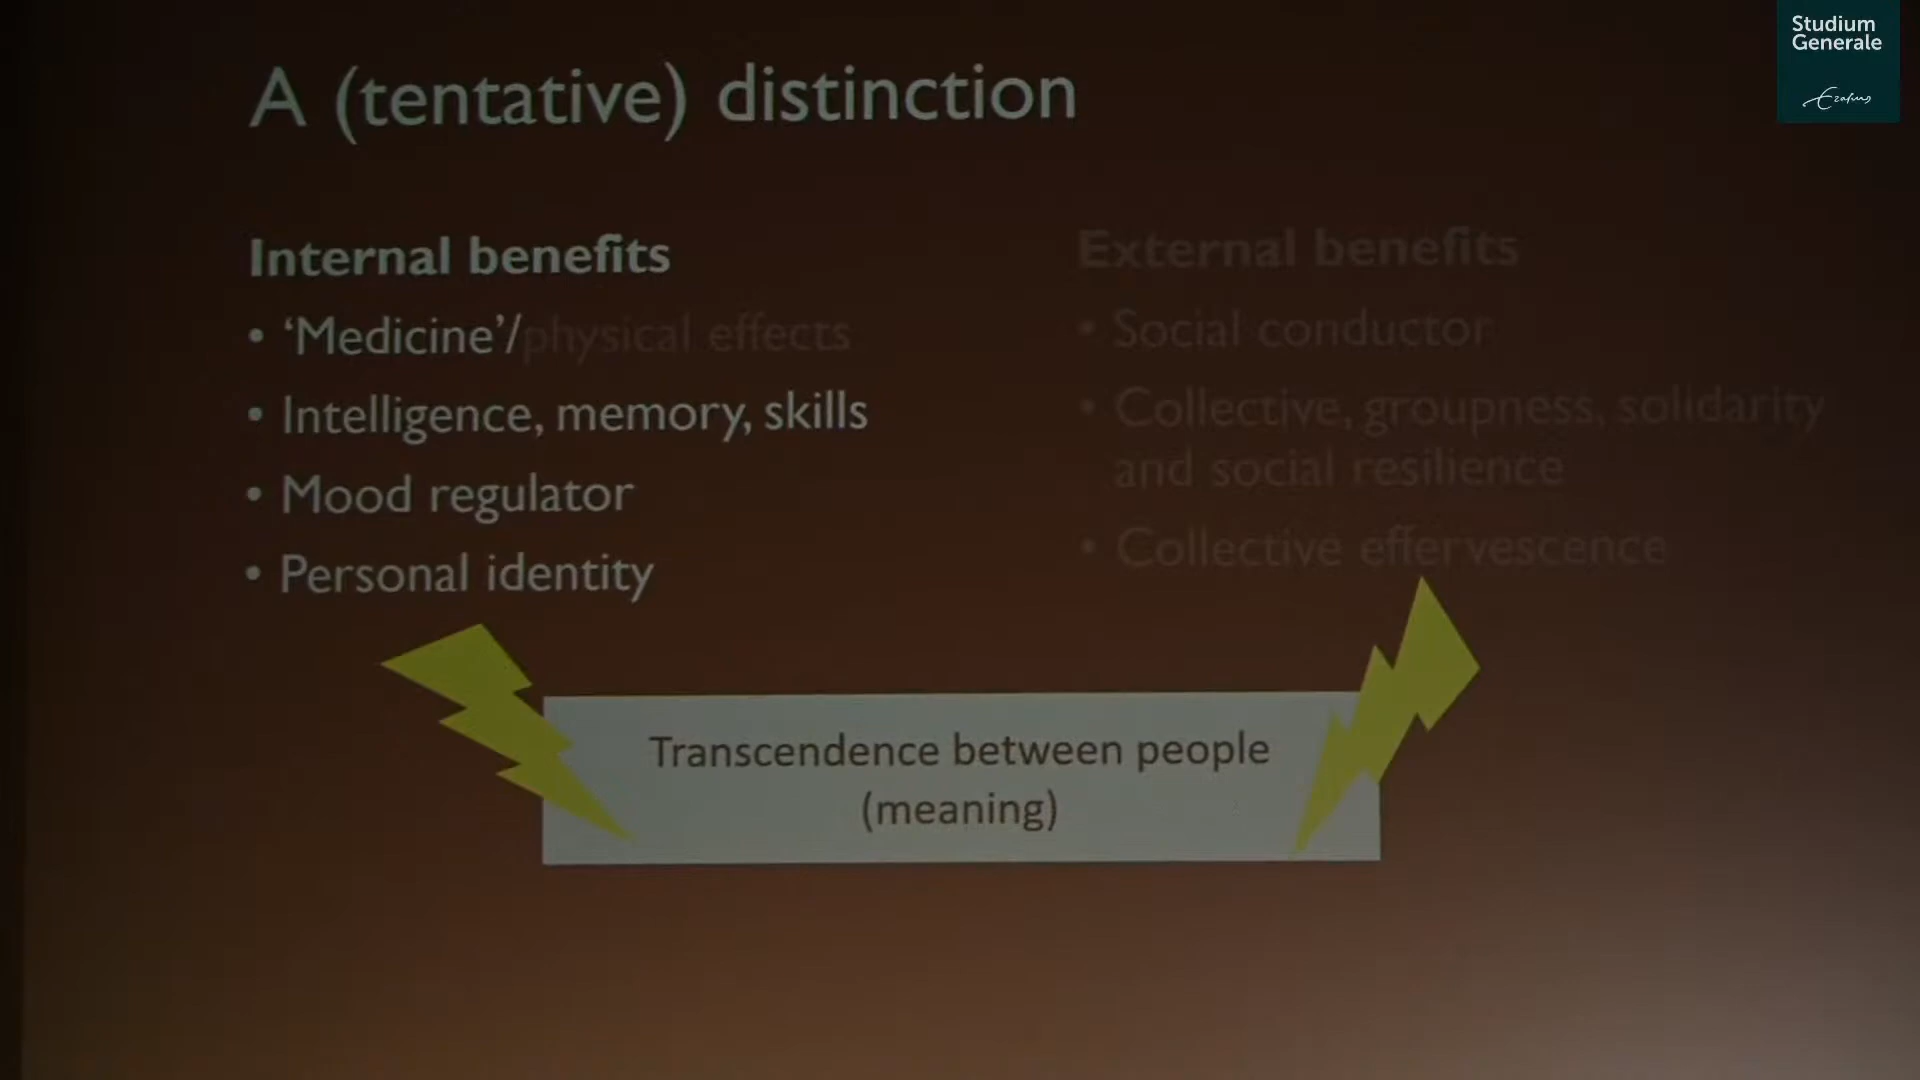 Studium
Generale
Erasmus
A (tentative) distinction
Internal benefits
• ‘Medicine’/physical effects
• Intelligence, memory, skills
• Mood regulator
• Personal identity
External benefits
• Social conductor
• Collective, groupness, solidarity
and social resilience
• Collective effervescence
Transcendence between people
(meaning)